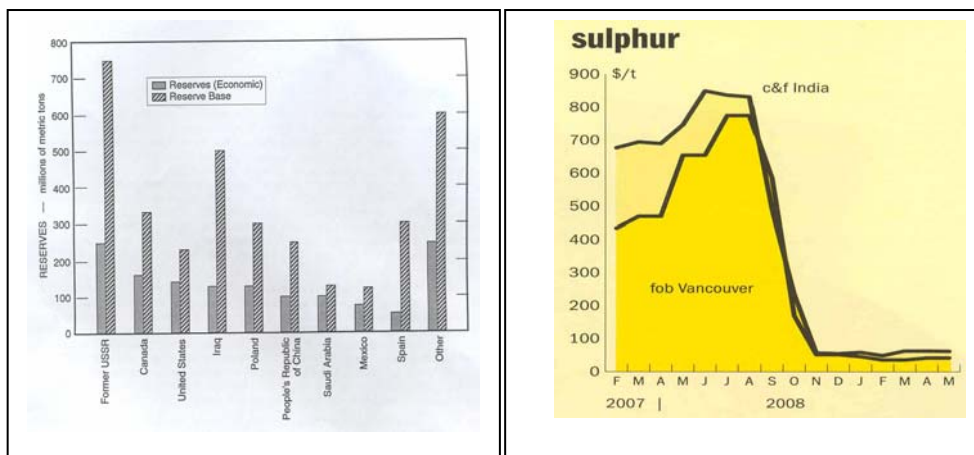 800
700
600
500
400
300
200
100
0
RESERVES — millions of metric tons
Reserves (Economic)
Reserve Base
Former USSR
Canada
United States
Iraq
Poland
People's Republic
of China
Saudi Arabia
Mexico
Spain
Other
sulphur
900 $/t
800
700
600
500
400
300
200
100
0
c&f India
fob Vancouver
F M A M J J A S O N D J F M A M
2007 | 2008